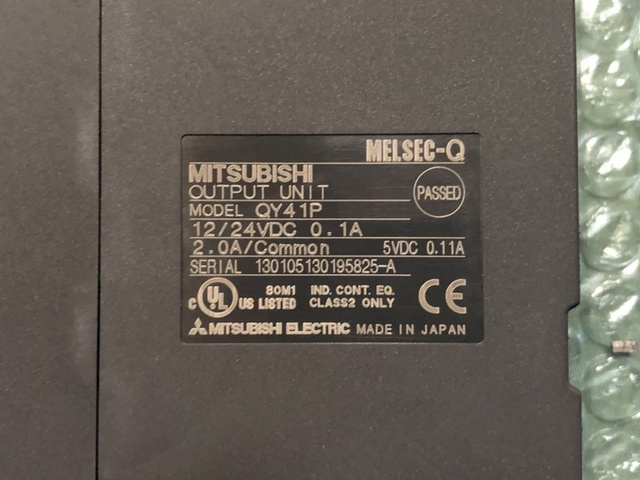 MELSEC-Q
MITSUBISHI
OUTPUT UNIT
PASSED
MODEL QY41P
12/24VDC 0.1A
2.0A/Common 5VDC 0.11A
SERIAL 130105130195825-A
C UL US LISTED 80M1 IND. CONT. EQ.
CLASS2 ONLY
CE
MITSUBISHI ELECTRIC MADE IN JAPAN